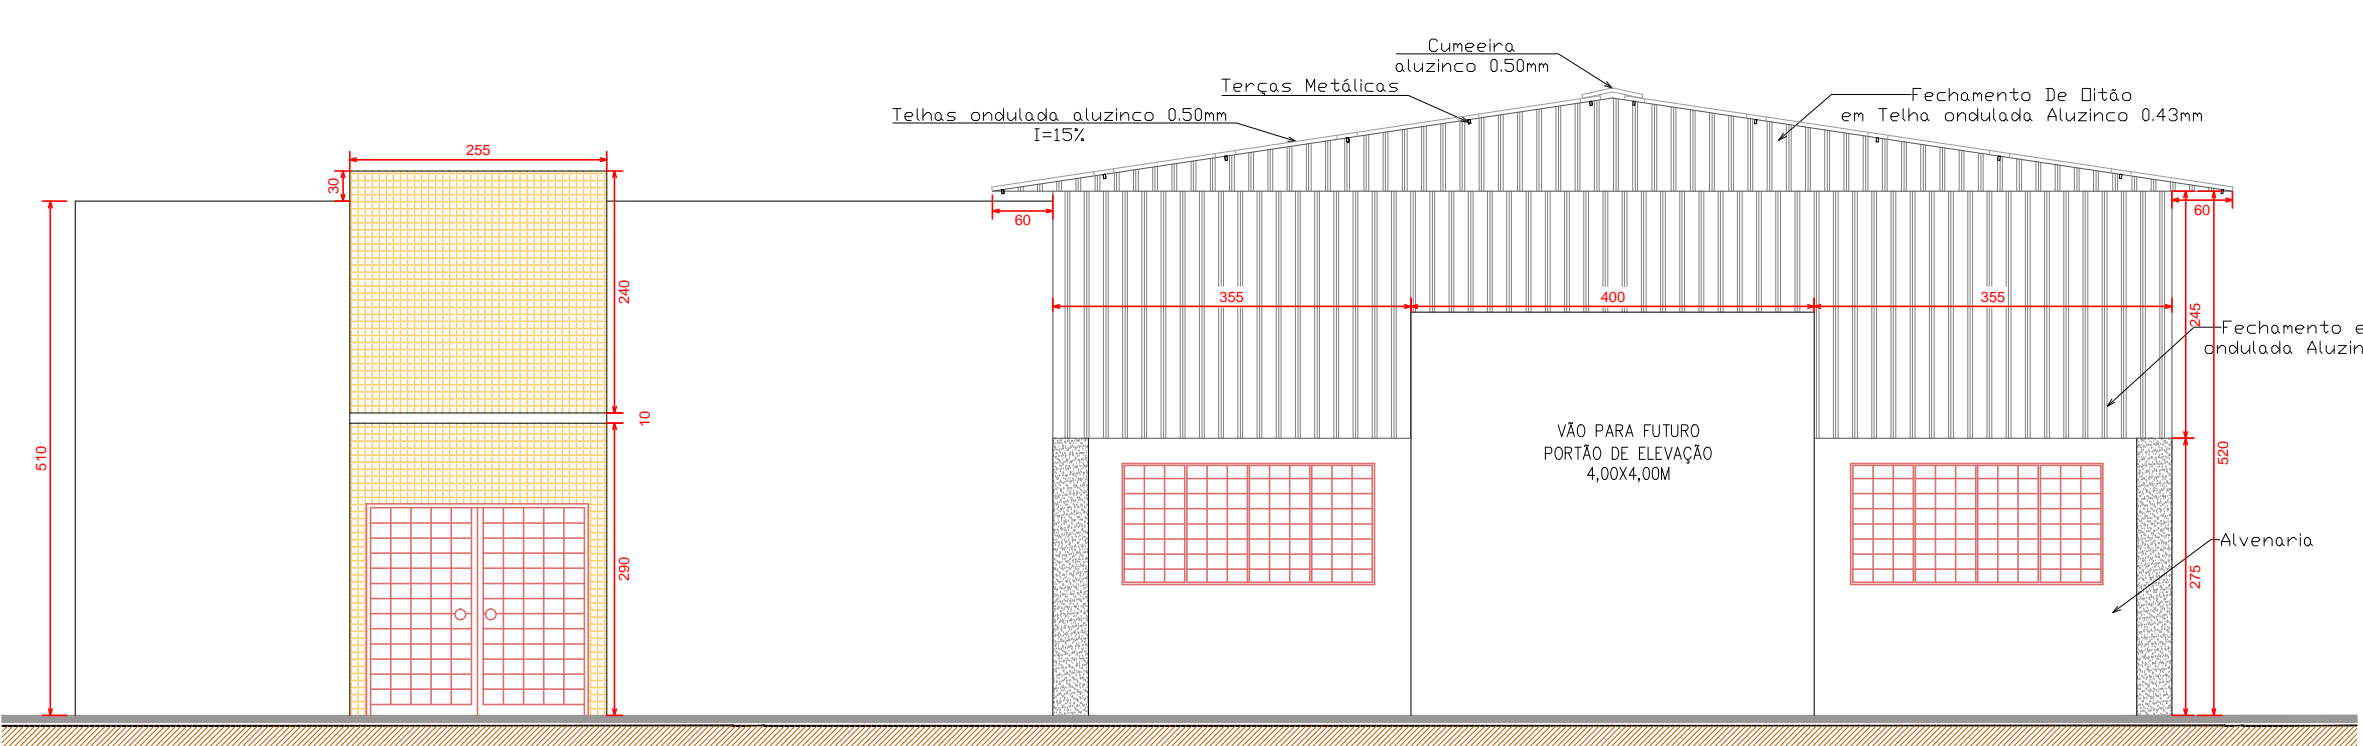 Cumeeira
aluzinco 0.50mm
Terças Metálicas
Telhas ondulada aluzinco 0.50mm
I=15%
Fechamento De Oitão
em Telha ondulada Aluzinco 0.43mm
255
30
60
60
240
355
400
355
245
Fechamento e
ondulada Aluzin
10
VÃO PARA FUTURO
PORTÃO DE ELEVAÇÃO
4,00X4,00M
510
520
Alvenaria
290
275